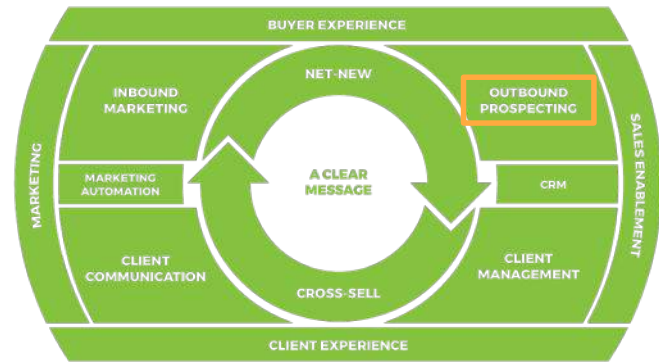 BUYER EXPERIENCE
NET-NEW
INBOUND
MARKETING
OUTBOUND
PROSPECTING
MARKETING
SALES ENABLEMENT
A CLEAR
MESSAGE
MARKETING
AUTOMATION
CRM
CLIENT
COMMUNICATION
CLIENT
MANAGEMENT
CROSS-SELL
CLIENT EXPERIENCE